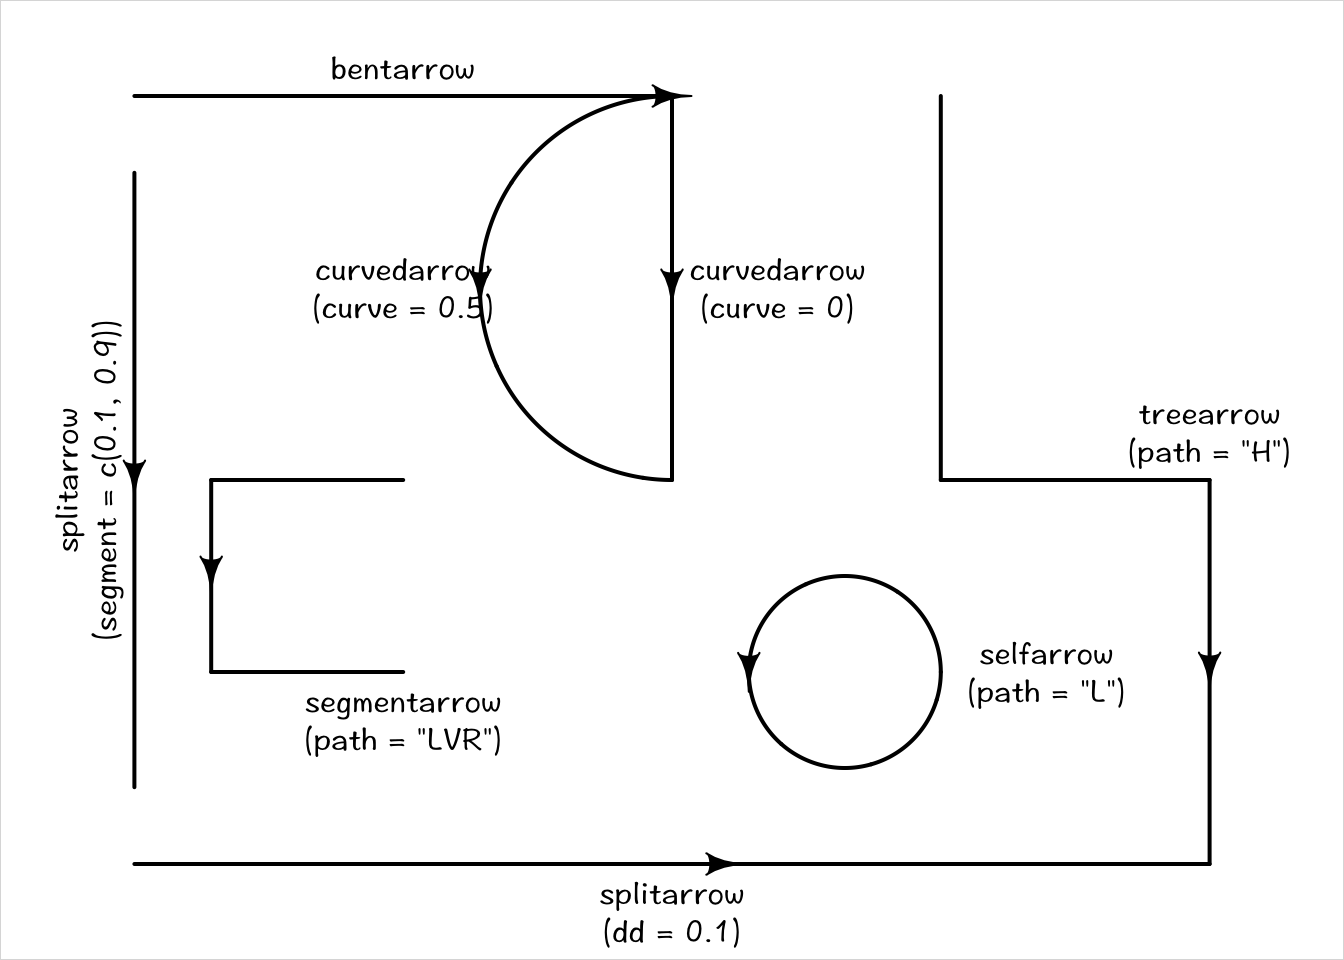 bentarrow
curvedarrow
(curve = 0.5)
curvedarrow
(curve = 0)
splitarrow
(segment = c(0.1, 0.9))
treearrow
(path = "H")
selfarrow
(path = "L")
segmentarrow
(path = "LVR")
splitarrow
(dd = 0.1)